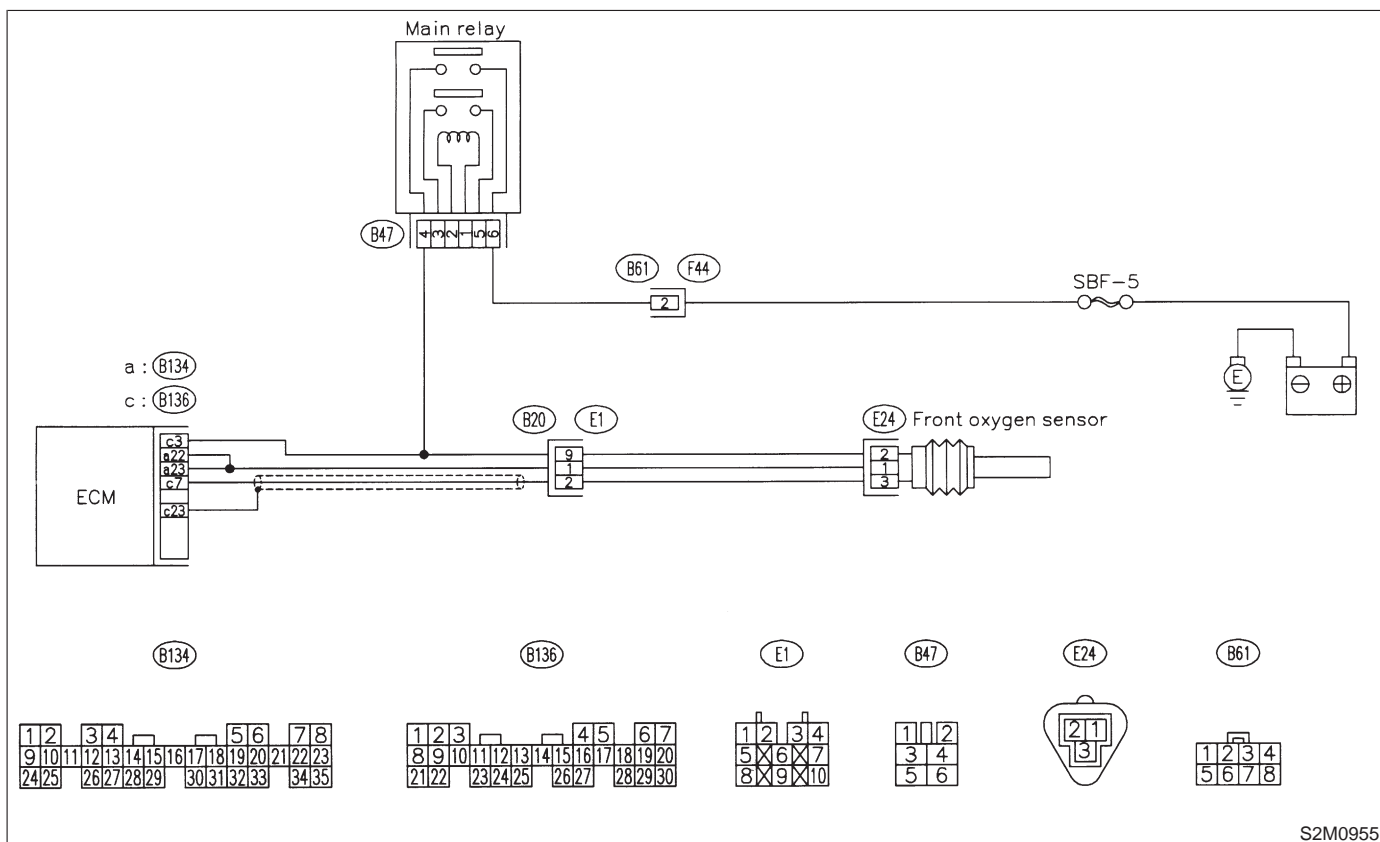 Main relay
B47
4 3 2 1 5 6
B61 F44
2
SBF-5
a : B134
c : B136
E
⊖ ⊕
B20 E1
E24 Front oxygen sensor
ECM
c3
a22
a23
c7
c23
9
1
2
2
1
3
B134
1 2 3 4 5 6 7 8
9 10 11 12 13 14 15 16 17 18 19 20 21 22 23
24 25 26 27 28 29 30 31 32 33 34 35
B136
1 2 3 4 5 6 7
8 9 10 11 12 13 14 15 16 17 18 19 20
21 22 23 24 25 26 27 28 29 30
E1
1 2 3 4
5 6 7
8 9 10
B47
1 2
3 4
5 6
E24
2 1
3
B61
1 2 3 4
5 6 7 8
S2M0955